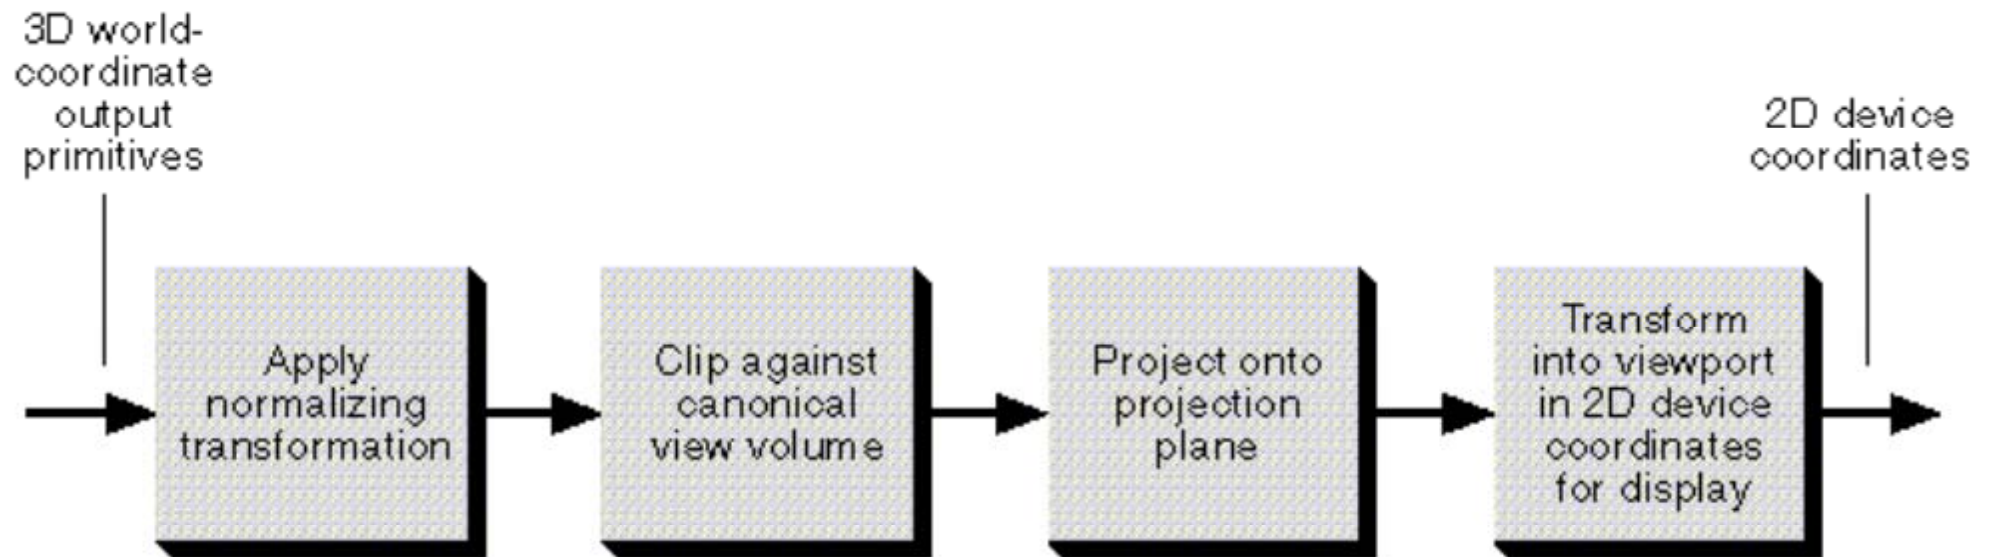 3D world-
coordinate
output
primitives
2D device
coordinates
Apply
normalizing
transformation
Clip against
canonical
view volume
Project onto
projection
plane
Transform
into viewport
in 2D device
coordinates
for display